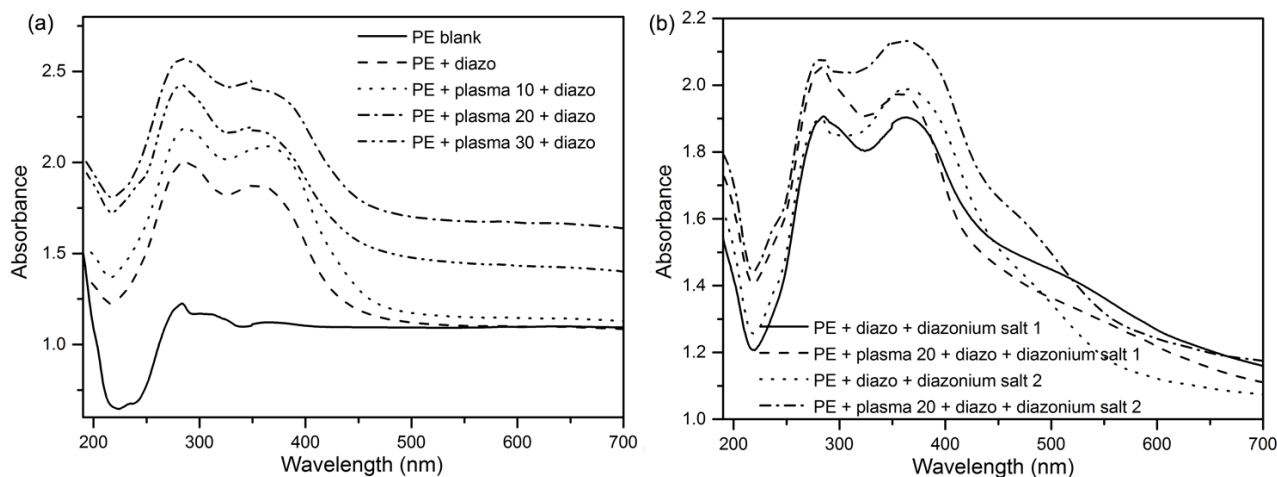 (a)
PE blank
PE + diazo
PE + plasma 10 + diazo
PE + plasma 20 + diazo
PE + plasma 30 + diazo
2.5
2.0
1.5
1.0
Absorbance
200 300 400 500 600 700
Wavelength (nm)
(b)
2.2
2.0
1.8
1.6
1.4
1.2
1.0
Absorbance
PE + diazo + diazonium salt 1
PE + plasma 20 + diazo + diazonium salt 1
PE + diazo + diazonium salt 2
PE + plasma 20 + diazo + diazonium salt 2
200 300 400 500 600 700
Wavelength (nm)